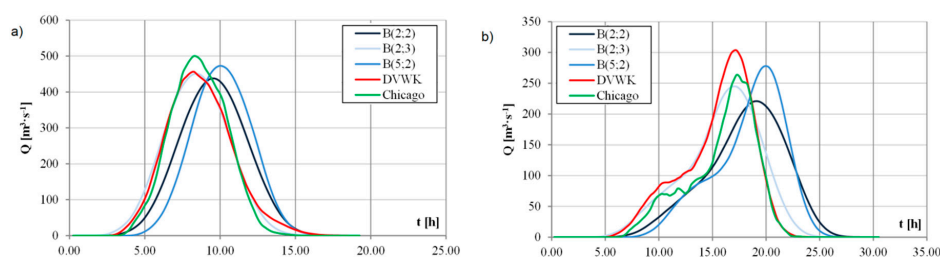 a)
600
500
400
300
200
100
0
Q [m³·s⁻¹]
0.00 5.00 10.00 15.00 20.00 25.00
t [h]
B(2;2)
B(2;3)
B(5;2)
DVWK
Chicago
b)
350
300
250
200
150
100
50
0
Q [m³·s⁻¹]
0.00 5.00 10.00 15.00 20.00 25.00 30.00 35.00
t [h]
B(2;2)
B(2;3)
B(5;2)
DVWK
Chicago